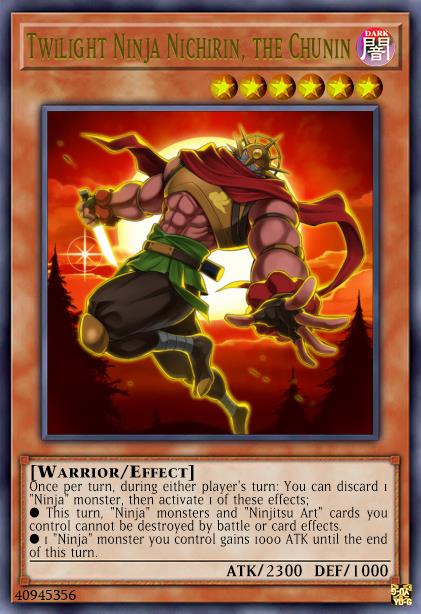 Twilight Ninja Nichirin, the Chunin
DARK
闇
[Warrior/Effect]
Once per turn, during either player's turn: You can discard 1
"Ninja" monster, then activate 1 of these effects;
● This turn, "Ninja" monsters and "Ninjitsu Art" cards you
control cannot be destroyed by battle or card effects.
● 1 "Ninja" monster you control gains 1000 ATK until the end
of this turn.
ATK/2300 DEF/1000
40945356